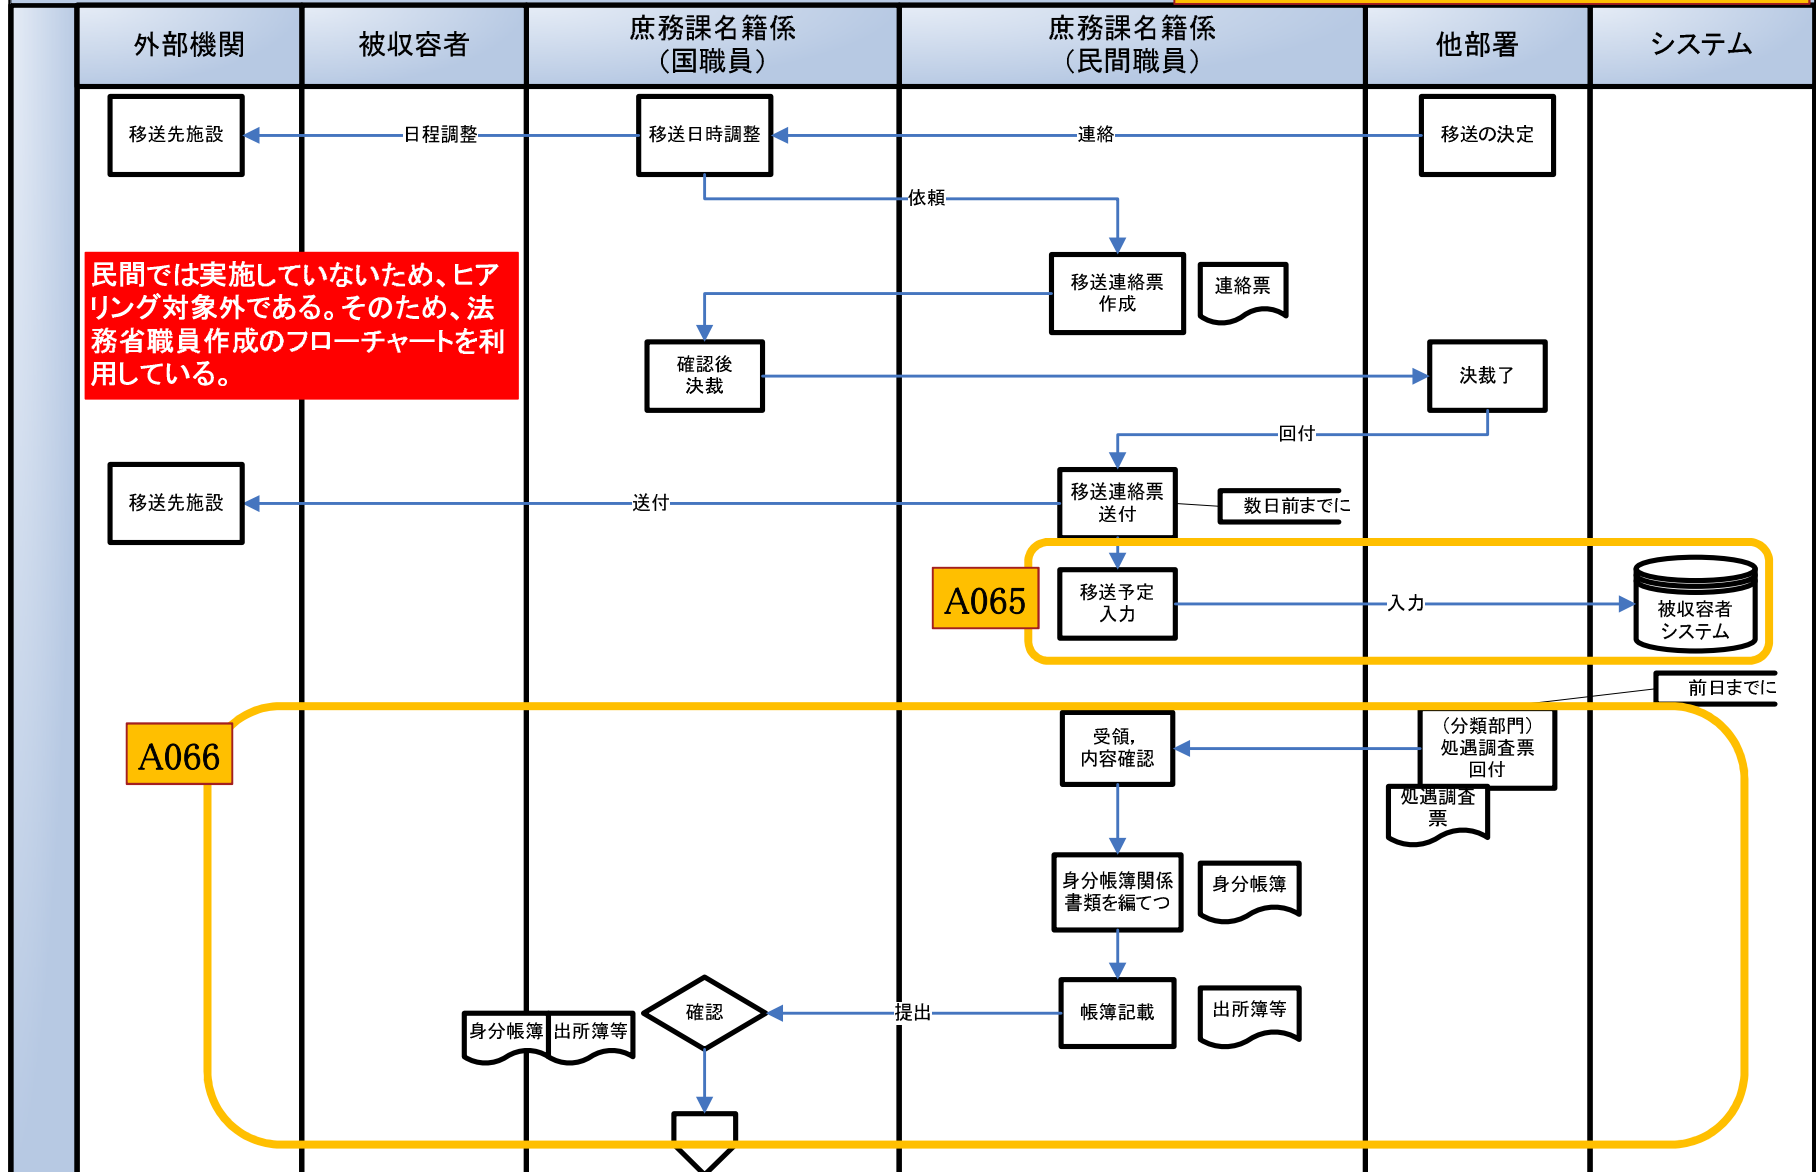 外部機関
被収容者
庶務課名籍係
（国職員）
庶務課名籍係
（民間職員）
他部署
システム
移送先施設
日程調整
移送日時調整
連絡
移送の決定
依頼
民間では実施していないため、ヒア
リング対象外である。そのため、法
務省職員作成のフローチャートを利
用している。
移送連絡票
作成
連絡票
確認後
決裁
決裁了
回付
移送先施設
送付
移送連絡票
送付
数日前までに
A065
移送予定
入力
入力
被収容者
システム
前日までに
A066
受領，
内容確認
（分類部門）
処遇調査票
回付
処遇調査
票
身分帳簿関係
書類を編てつ
身分帳簿
身分帳簿
出所簿等
確認
提出
帳簿記載
出所簿等